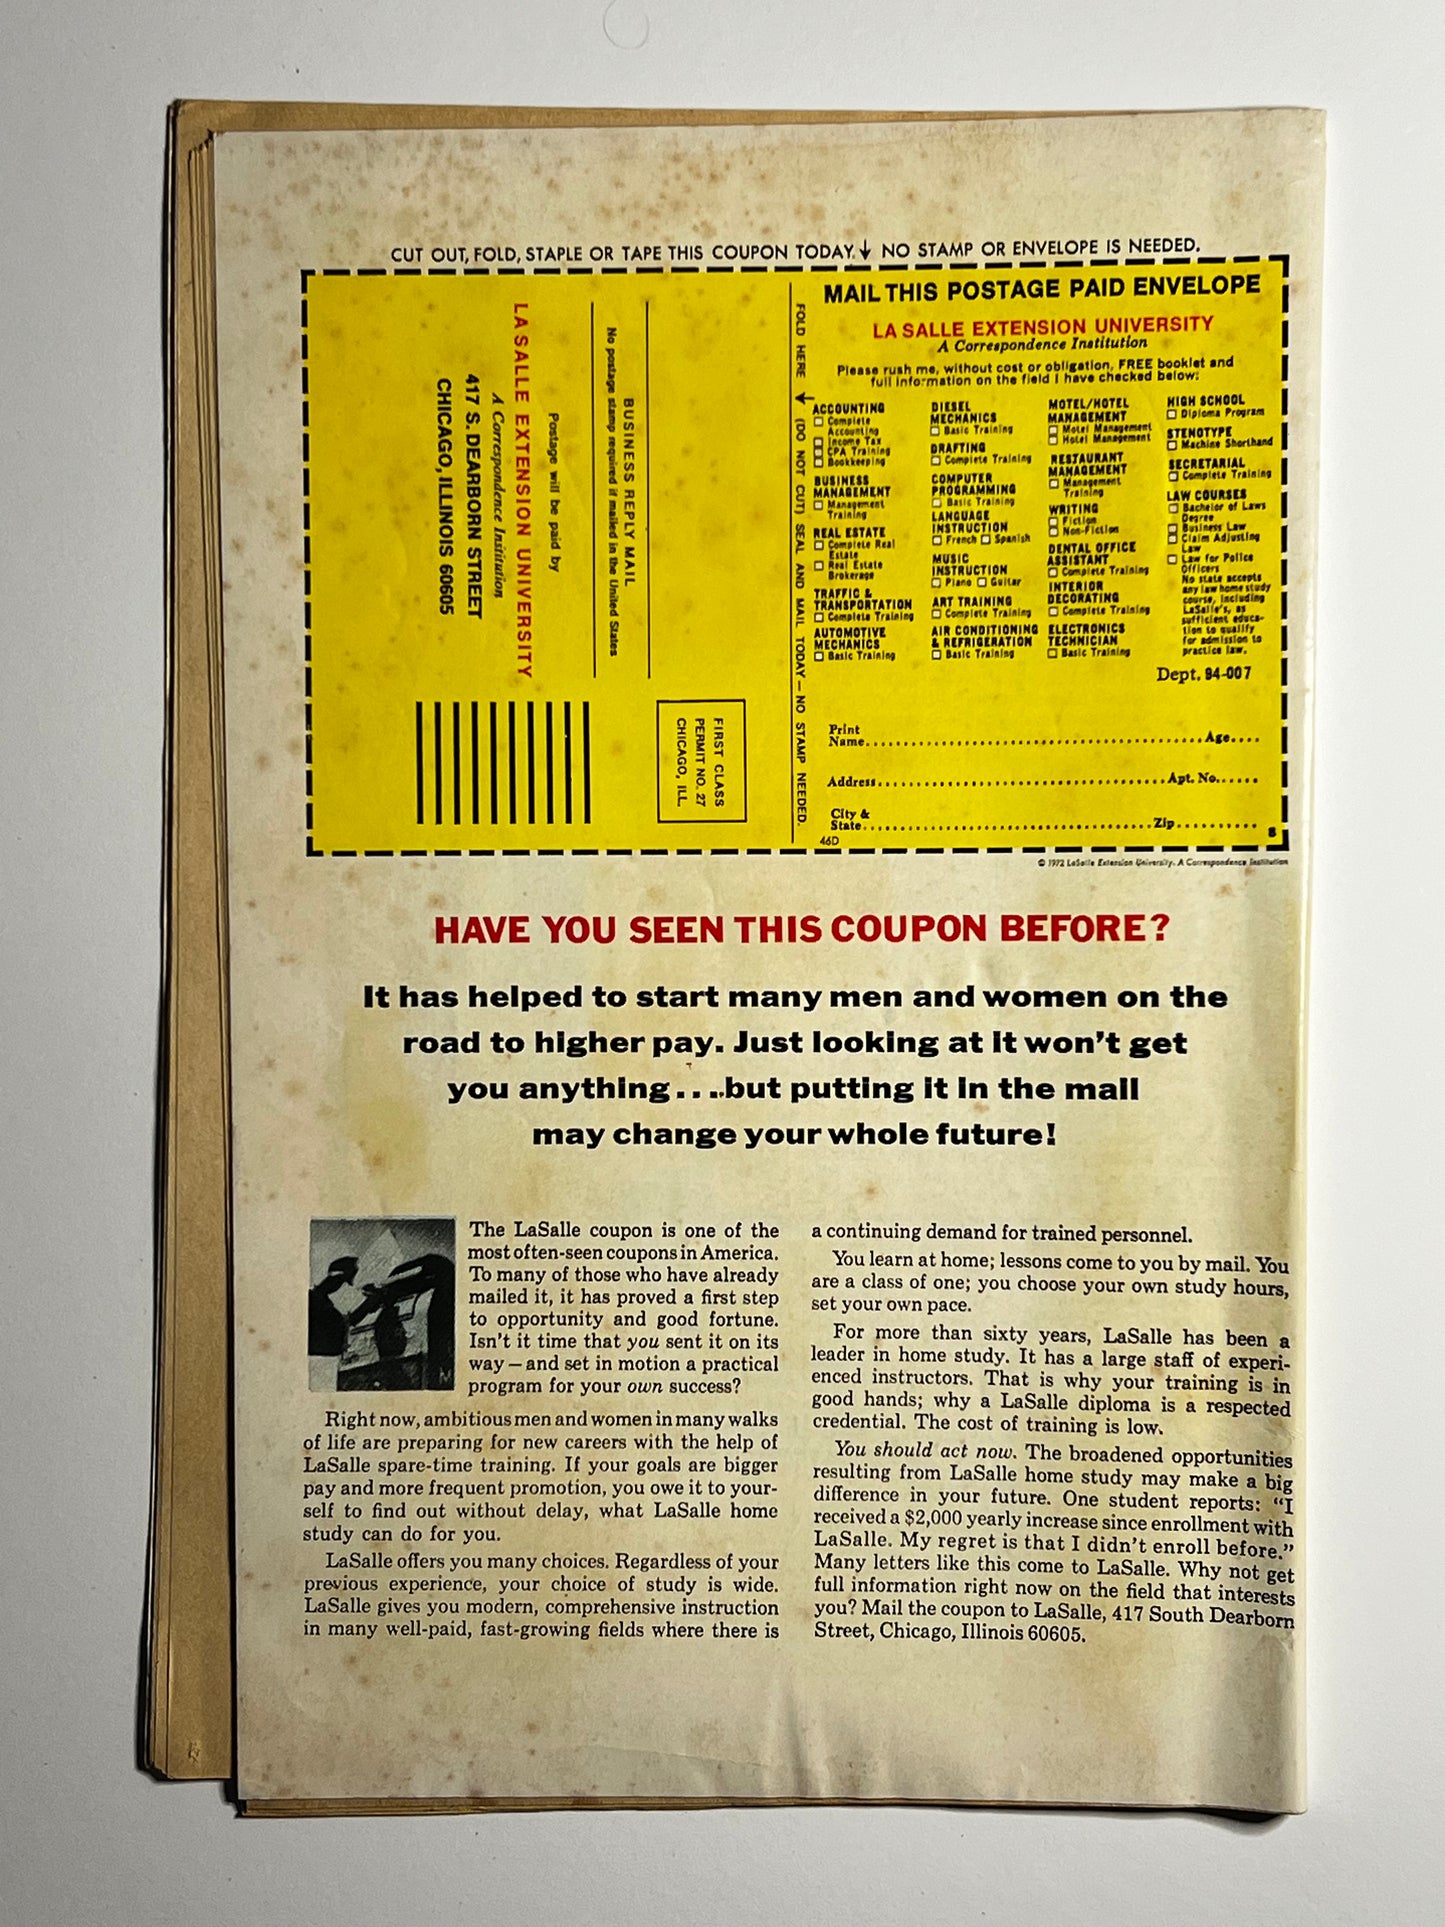 CUT OUT, FOLD, STAPLE OR TAPE THIS COUPON TODAY. ↓ NO STAMP OR ENVELOPE IS NEEDED.
BUSINESS REPLY MAIL
No postage stamp required if mailed in the United States
Postage will be paid by
LA SALLE EXTENSION UNIVERSITY
A Correspondence Institution
417 S. DEARBORN STREET
CHICAGO, ILLINOIS 60605
FIRST CLASS
PERMIT NO. 27
CHICAGO, ILL.
FOLD HERE ↓ (DO NOT CUT) SEAL AND MAIL TODAY — NO STAMP NEEDED.
MAIL THIS POSTAGE PAID ENVELOPE
LA SALLE EXTENSION UNIVERSITY
A Correspondence Institution
Please rush me, without cost or obligation, FREE booklet and
full information on the field I have checked below:
ACCOUNTING
Complete
Accounting
Income Tax
CPA Training
Bookkeeping
BUSINESS
MANAGEMENT
Management
Training
REAL ESTATE
Complete Real
Estate
Real Estate
Brokerage
TRAFFIC &
TRANSPORTATION
Complete Training
AUTOMOTIVE
MECHANICS
Basic Training
DIESEL
MECHANICS
Basic Training
DRAFTING
Complete Training
COMPUTER
PROGRAMMING
Basic Training
LANGUAGE
INSTRUCTION
French Spanish
MUSIC
INSTRUCTION
Piano Guitar
ART TRAINING
Complete Training
AIR CONDITIONING
& REFRIGERATION
Basic Training
MOTEL/HOTEL
MANAGEMENT
Motel Management
Hotel Management
RESTAURANT
MANAGEMENT
Management
Training
WRITING
Fiction
Non-Fiction
DENTAL OFFICE
ASSISTANT
Complete Training
INTERIOR
DECORATING
Complete Training
ELECTRONICS
TECHNICIAN
Basic Training
HIGH SCHOOL
Diploma Program
STENOTYPE
Machine Shorthand
SECRETARIAL
Complete Training
LAW COURSES
Bachelor of Laws
Degree
Business Law
Claim Adjusting
Law
Law for Police
Officers
No state accepts
any law home study
course, including
LaSalle's, as
sufficient educa-
tion to qualify
for admission to
practice law.
Dept. 94-007
Print
Name Age
Address Apt. No.
City &
State Zip
46D
8
© 1972 LaSalle Extension University. A Correspondence Institution
HAVE YOU SEEN THIS COUPON BEFORE?
It has helped to start many men and women on the
road to higher pay. Just looking at it won't get
you anything...but putting it in the mail
may change your whole future!
The LaSalle coupon is one of the
most often-seen coupons in America.
To many of those who have already
mailed it, it has proved a first step
to opportunity and good fortune.
Isn't it time that you sent it on its
way — and set in motion a practical
program for your own success?
Right now, ambitious men and women in many walks
of life are preparing for new careers with the help of
LaSalle spare-time training. If your goals are bigger
pay and more frequent promotion, you owe it to your-
self to find out without delay, what LaSalle home
study can do for you.
LaSalle offers you many choices. Regardless of your
previous experience, your choice of study is wide.
LaSalle gives you modern, comprehensive instruction
in many well-paid, fast-growing fields where there is
a continuing demand for trained personnel.
You learn at home; lessons come to you by mail. You
are a class of one; you choose your own study hours,
set your own pace.
For more than sixty years, LaSalle has been a
leader in home study. It has a large staff of experi-
enced instructors. That is why your training is in
good hands; why a LaSalle diploma is a respected
credential. The cost of training is low.
You should act now. The broadened opportunities
resulting from LaSalle home study may make a big
difference in your future. One student reports: "I
received a $2,000 yearly increase since enrollment with
LaSalle. My regret is that I didn't enroll before."
Many letters like this come to LaSalle. Why not get
full information right now on the field that interests
you? Mail the coupon to LaSalle, 417 South Dearborn
Street, Chicago, Illinois 60605.